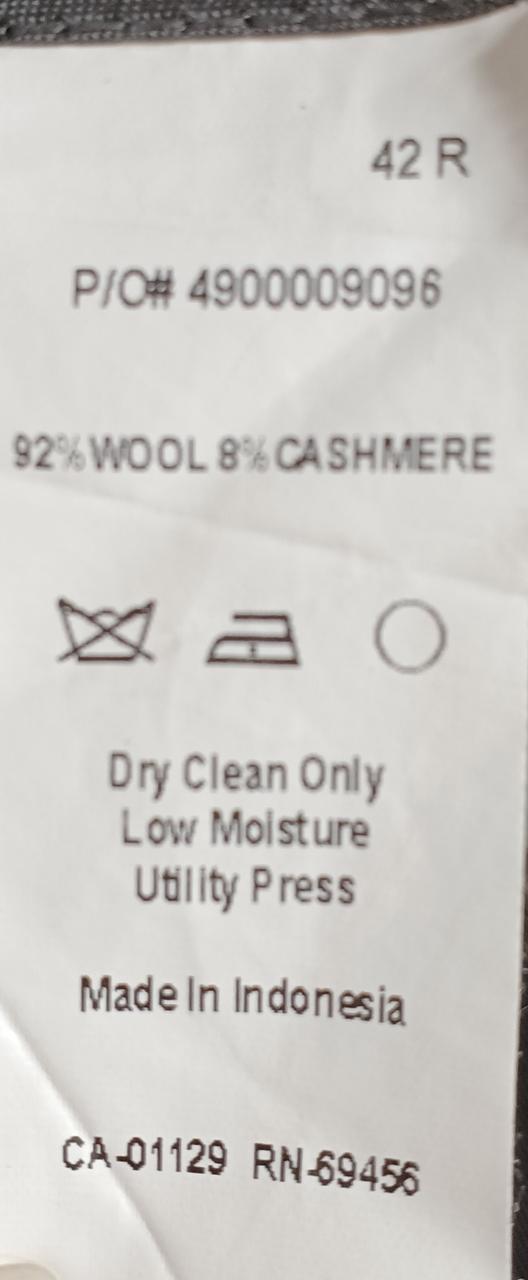 42 R
P/O# 4900009096
92% WOOL 8% CASHMERE
Dry Clean Only
Low Moisture
Utility Press
Made In Indonesia
CA-01129 RN-69456